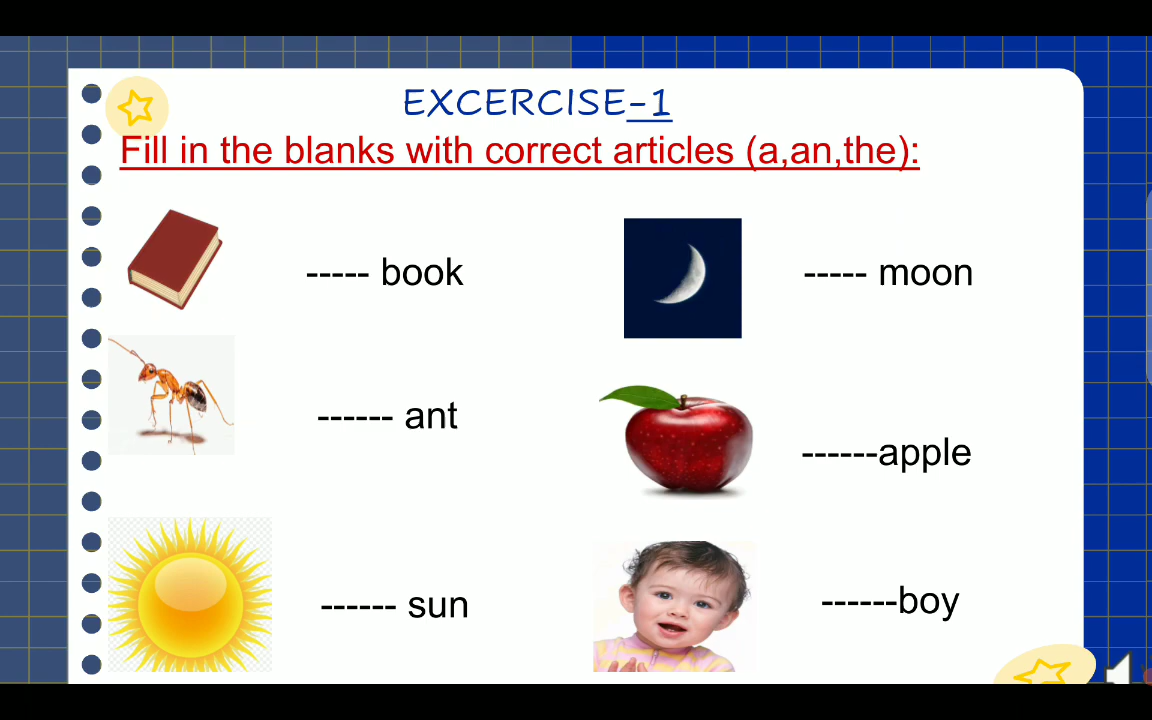 EXCERCISE-1
Fill in the blanks with correct articles (a,an,the):
----- book
----- moon
------ ant
------apple
------ sun
------boy